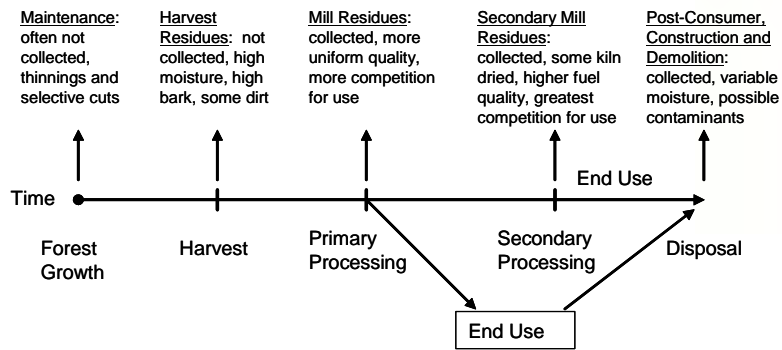 Maintenance:
often not
collected,
thinnings and
selective cuts
Harvest
Residues: not
collected, high
moisture, high
bark, some dirt
Mill Residues:
collected, more
uniform quality,
more competition
for use
Secondary Mill
Residues:
collected, some kiln
dried, higher fuel
quality, greatest
competition for use
Post-Consumer,
Construction and
Demolition:
collected, variable
moisture, possible
contaminants
End Use
Time
Forest
Growth
Harvest
Primary
Processing
Secondary
Processing
Disposal
End Use